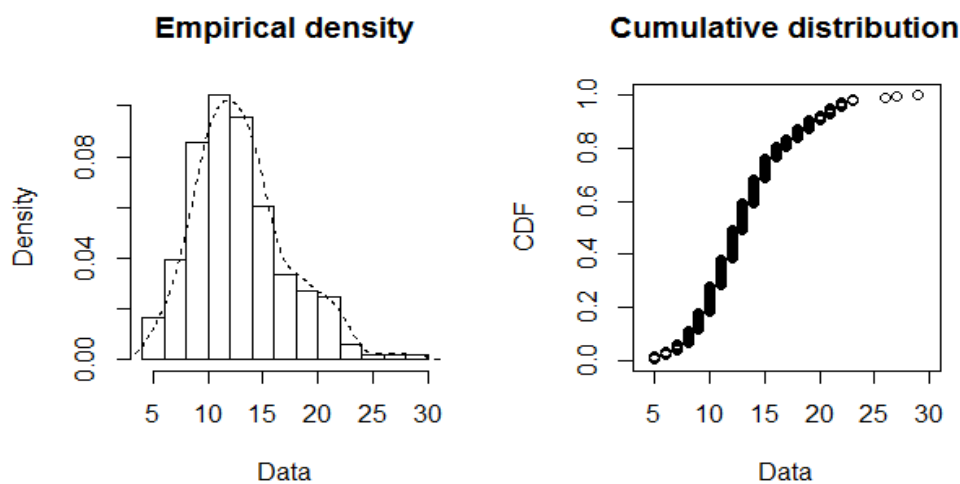 Empirical density
Density
0.00
0.04
0.08
5 10 15 20 25 30
Data
Cumulative distribution
CDF
0.0
0.2
0.4
0.6
0.8
1.0
5 10 15 20 25 30
Data